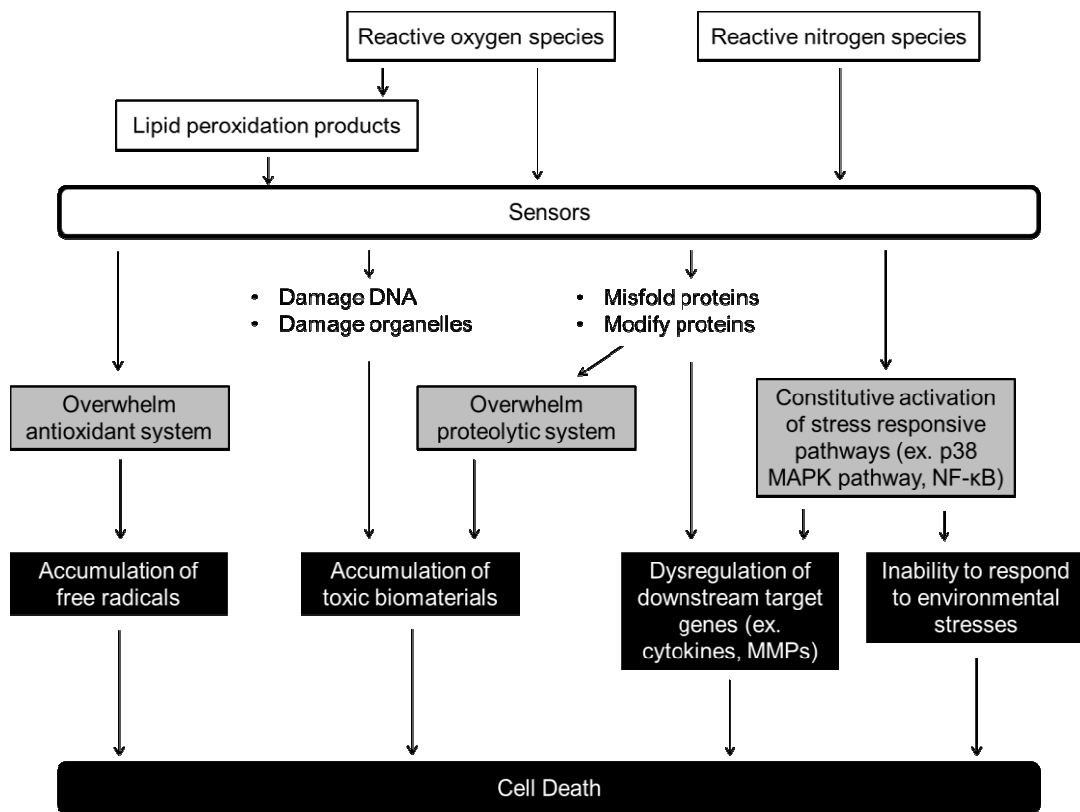 Reactive oxygen species
Reactive nitrogen species
Lipid peroxidation products
Sensors
• Damage DNA
• Damage organelles
• Misfold proteins
• Modify proteins
Overwhelm
antioxidant system
Overwhelm
proteolytic system
Constitutive activation
of stress responsive
pathways (ex. p38
MAPK pathway, NF-κB)
Accumulation of
free radicals
Accumulation of
toxic biomaterials
Dysregulation of
downstream target
genes (ex.
cytokines, MMPs)
Inability to respond
to environmental
stresses
Cell Death